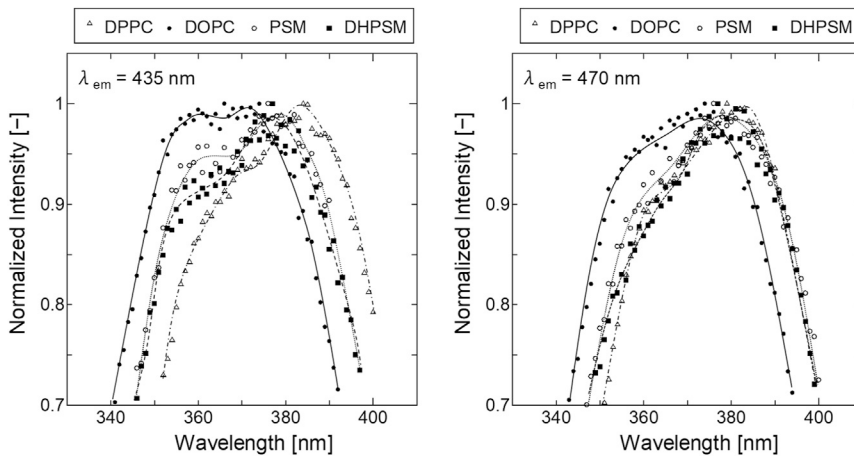 △ DPPC • DOPC ○ PSM ■ DHPSM
λ em = 435 nm
1
0.9
0.8
0.7
Normalized Intensity [−]
340 360 380 400
Wavelength [nm]
△ DPPC • DOPC ○ PSM ■ DHPSM
λ em = 470 nm
1
0.9
0.8
0.7
Normalized Intensity [−]
340 360 380 400
Wavelength [nm]